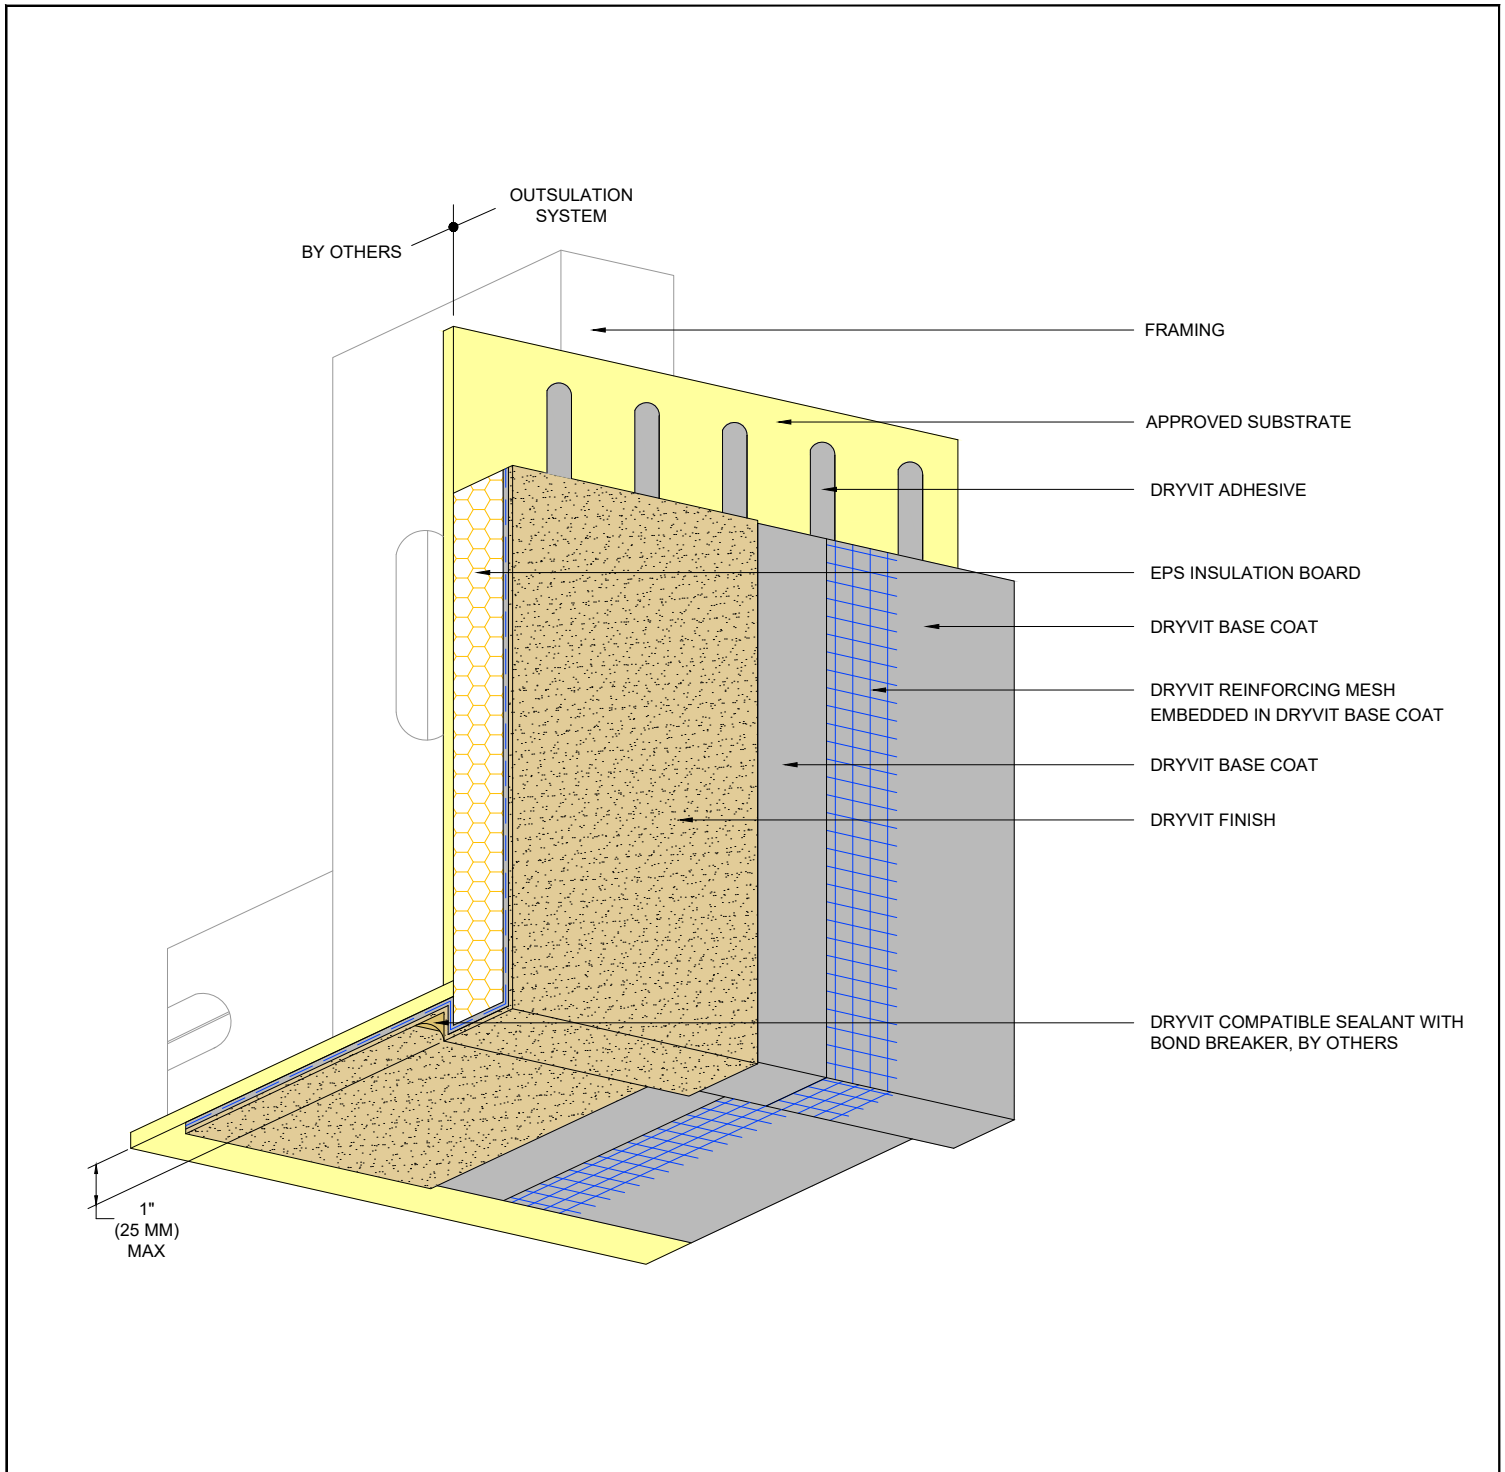 OUTSULATION
SYSTEM
BY OTHERS
FRAMING
APPROVED SUBSTRATE
DRYVIT ADHESIVE
EPS INSULATION BOARD
DRYVIT BASE COAT
DRYVIT REINFORCING MESH
EMBEDDED IN DRYVIT BASE COAT
DRYVIT BASE COAT
DRYVIT FINISH
DRYVIT COMPATIBLE SEALANT WITH
BOND BREAKER, BY OTHERS
1"
(25 MM)
MAX